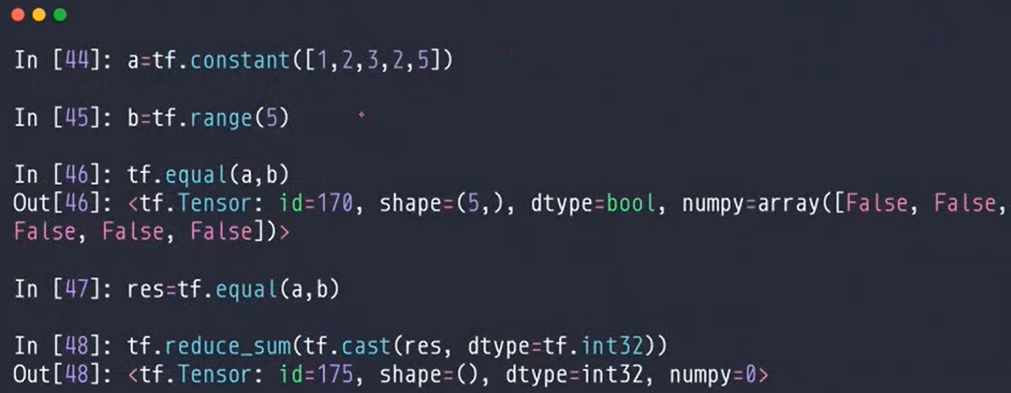 In [44]: a=tf.constant([1,2,3,2,5])
In [45]: b=tf.range(5)
In [46]: tf.equal(a,b)
Out[46]: <tf.Tensor: id=170, shape=(5,), dtype=bool, numpy=array([False, False,
False, False, False])>
In [47]: res=tf.equal(a,b)
In [48]: tf.reduce_sum(tf.cast(res, dtype=tf.int32))
Out[48]: <tf.Tensor: id=175, shape=(), dtype=int32, numpy=0>